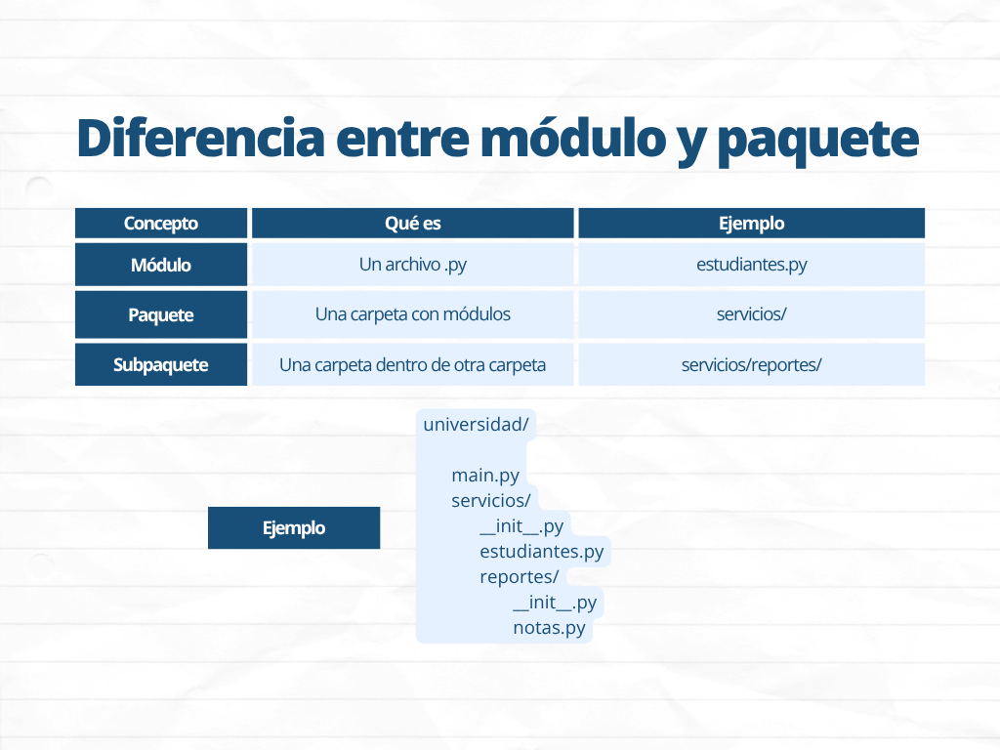 Diferencia entre módulo y paquete
Concepto Qué es Ejemplo
Módulo Un archivo .py estudiantes.py
Paquete Una carpeta con módulos servicios/
Subpaquete Una carpeta dentro de otra carpeta servicios/reportes/
Ejemplo
universidad/
main.py
servicios/
__init__.py
estudiantes.py
reportes/
__init__.py
notas.py